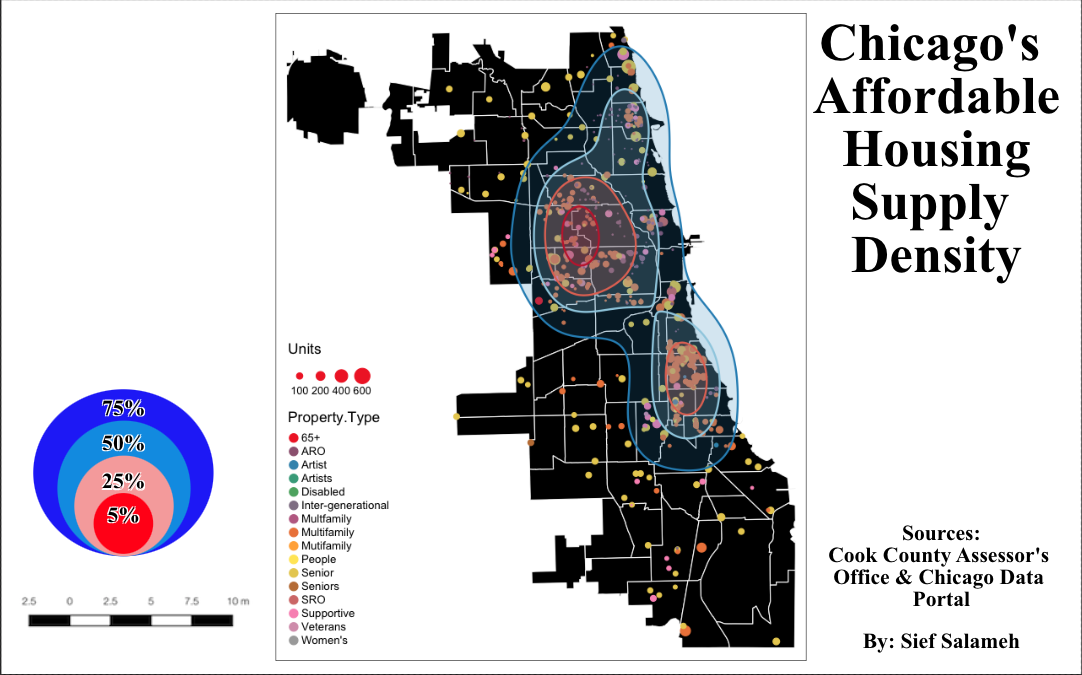 Chicago's
Affordable
Housing
Supply
Density
Units
100 200 400 600
Property.Type
65+
ARO
Artist
Artists
Disabled
Inter-generational
Multfamily
Multifamily
Mutifamily
People
Senior
Seniors
SRO
Supportive
Veterans
Women's
75%
50%
25%
5%
2.5 0 2.5 5 7.5 10 m
Sources:
Cook County Assessor's
Office & Chicago Data
Portal
By: Sief Salameh